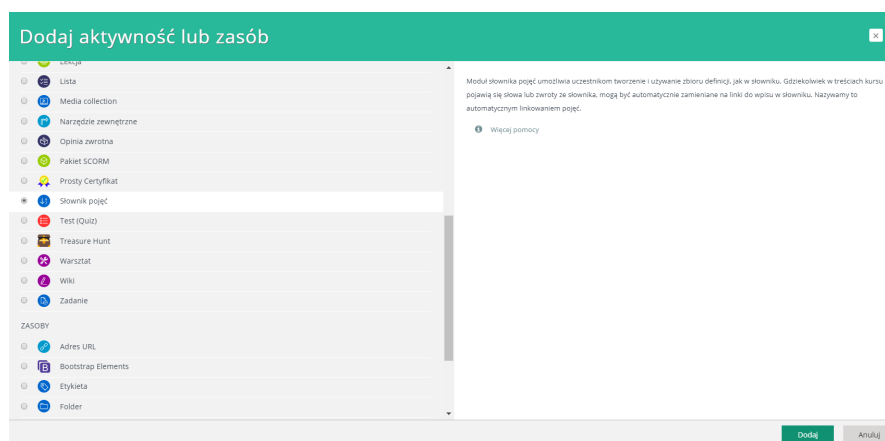 Dodaj aktywność lub zasób
Lekcja
Lista
Media collection
Narzędzie zewnętrzne
Opinia zwrotna
Pakiet SCORM
Prosty Certyfikat
Słownik pojęć
Test (Quiz)
Treasure Hunt
Warsztat
Wiki
Zadanie
ZASOBY
Adres URL
Bootstrap Elements
Etykieta
Folder
Moduł słownika pojęć umożliwia uczestnikom tworzenie i używanie zbioru definicji, jak w słowniku. Gdziekolwiek w treściach kursu
pojawią się słowa lub zwroty ze słownika, mogą być automatycznie zamieniane na linki do wpisu w słowniku. Nazywamy to
automatycznym linkowaniem pojęć.
Więcej pomocy
Dodaj
Anuluj